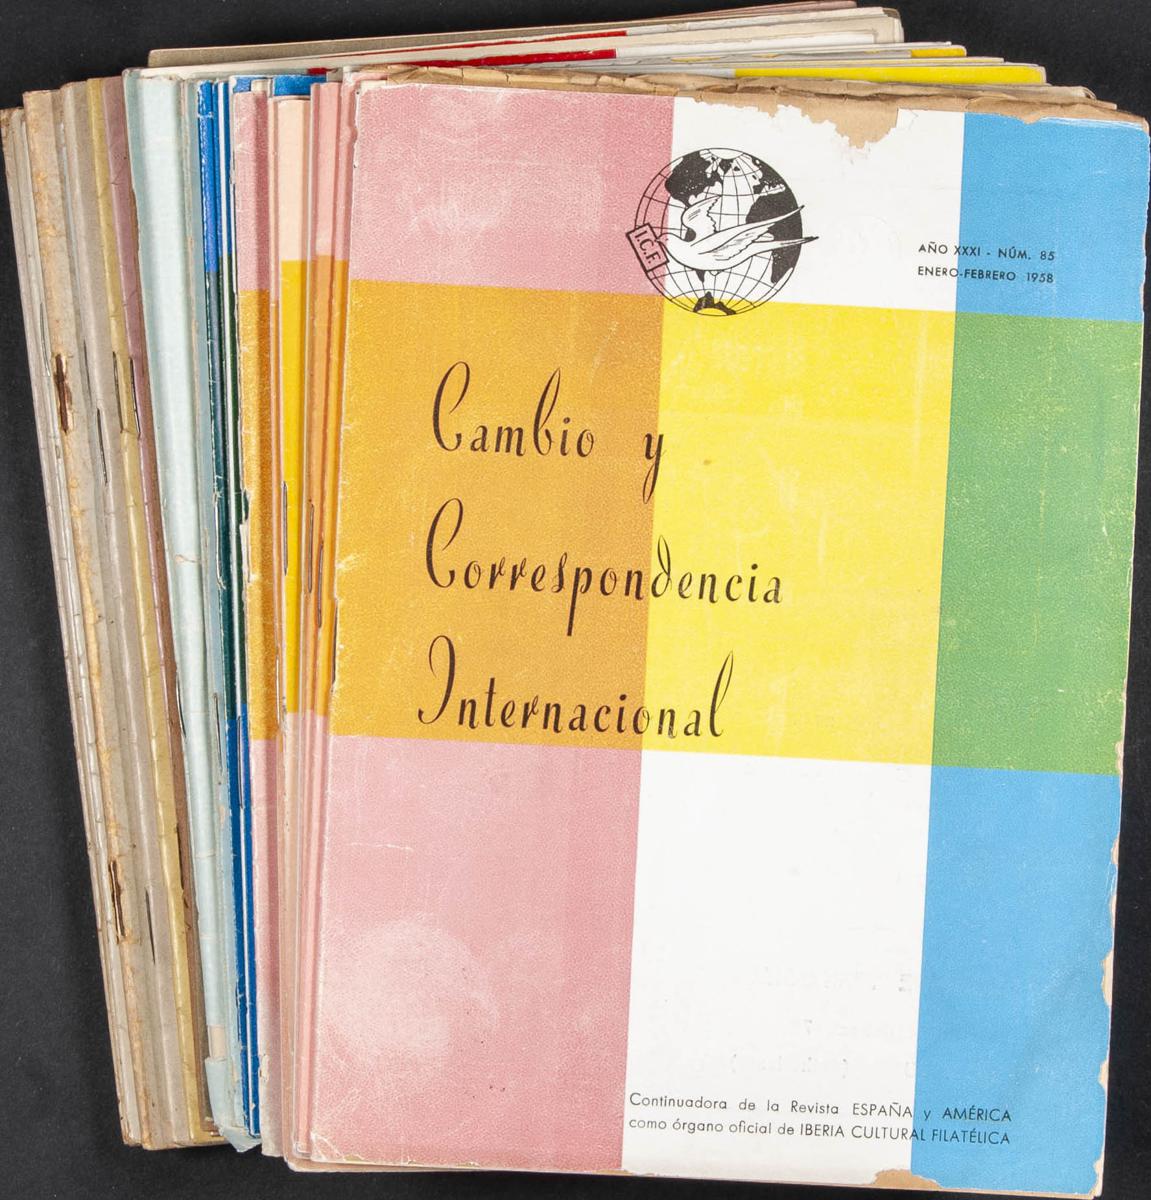 I.C.F.
AÑO XXXI - NÚM. 85
ENERO-FEBRERO 1958
Cambio y
Correspondencia
Internacional
Continuadora de la Revista ESPAÑA y AMÉRICA
como órgano oficial de IBERIA CULTURAL FILATÉLICA